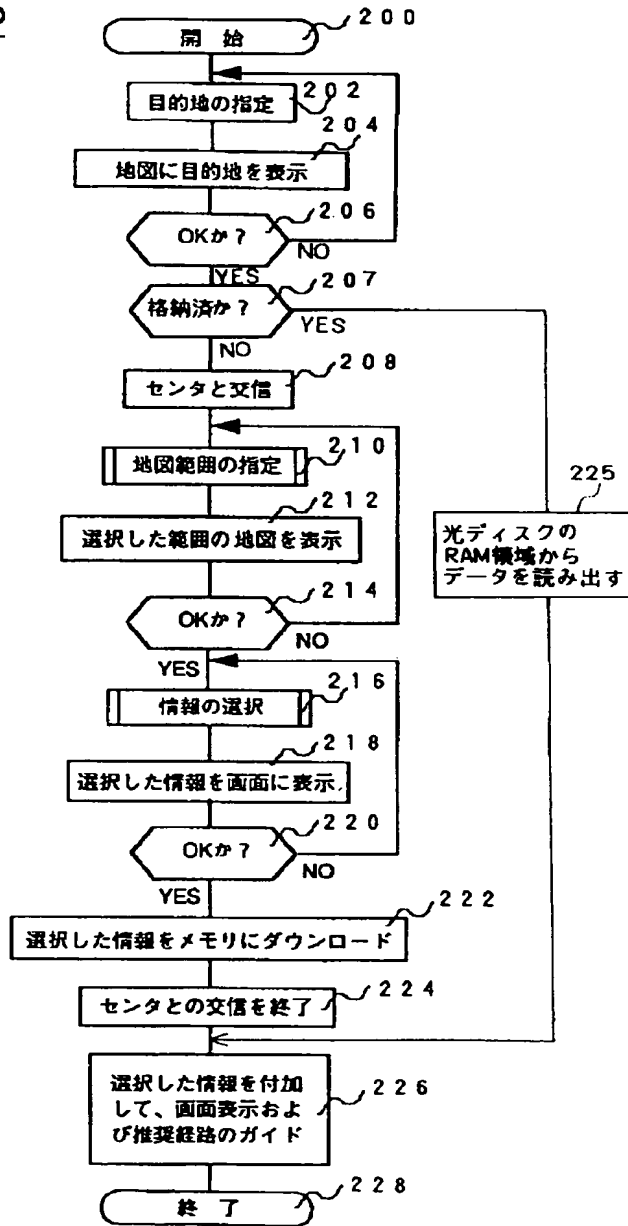 開始
200
目的地の指定
202
地図に目的地を表示
204
OKか？
206
NO
YES
格納済か？
207
YES
NO
センタと交信
208
地図範囲の指定
210
選択した範囲の地図を表示
212
OKか？
214
NO
YES
225
光ディスクの
RAM領域から
データを読み出す
情報の選択
216
選択した情報を画面に表示
218
OKか？
220
NO
YES
選択した情報をメモリにダウンロード
222
センタとの交信を終了
224
選択した情報を付加
して、画面表示およ
び推奨経路のガイド
226
終了
228